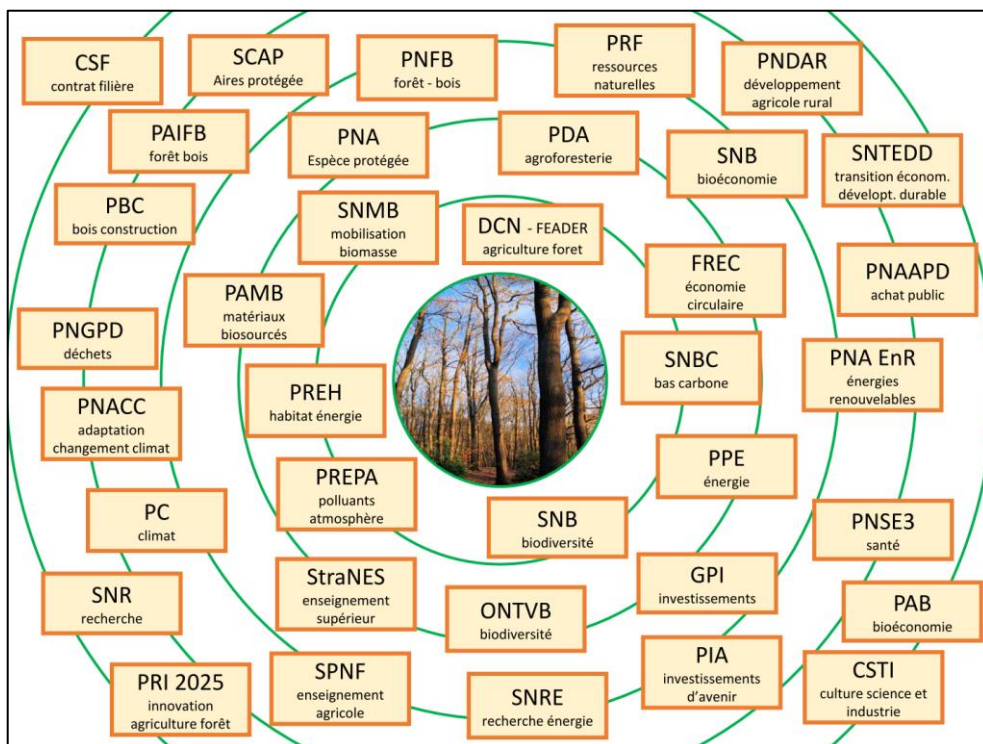 CSF
contrat filière
SCAP
Aires protégée
PNFB
forêt - bois
PRF
ressources
naturelles
PNDAR
développement
agricole rural
PAIFB
forêt bois
PNA
Espèce protégée
PDA
agroforesterie
SNB
bioéconomie
SNTEDD
transition économ.
dévelopt. durable
PBC
bois construction
SNMB
mobilisation
biomasse
DCN - FEADER
agriculture foret
FREC
économie
circulaire
PNAAPD
achat public
PAMB
matériaux
biosourcés
PNGPD
déchets
SNBC
bas carbone
PNA EnR
énergies
renouvelables
PREH
habitat énergie
PNACC
adaptation
changement climat
PPE
énergie
PREPA
polluants
atmosphère
PC
climat
SNB
biodiversité
PNSE3
santé
StraNES
enseignement
supérieur
GPI
investissements
SNR
recherche
ONTVB
biodiversité
PAB
bioéconomie
PRI 2025
innovation
agriculture forêt
SPNF
enseignement
agricole
SNRE
recherche énergie
PIA
investissements
d'avenir
CSTI
culture science et
industrie